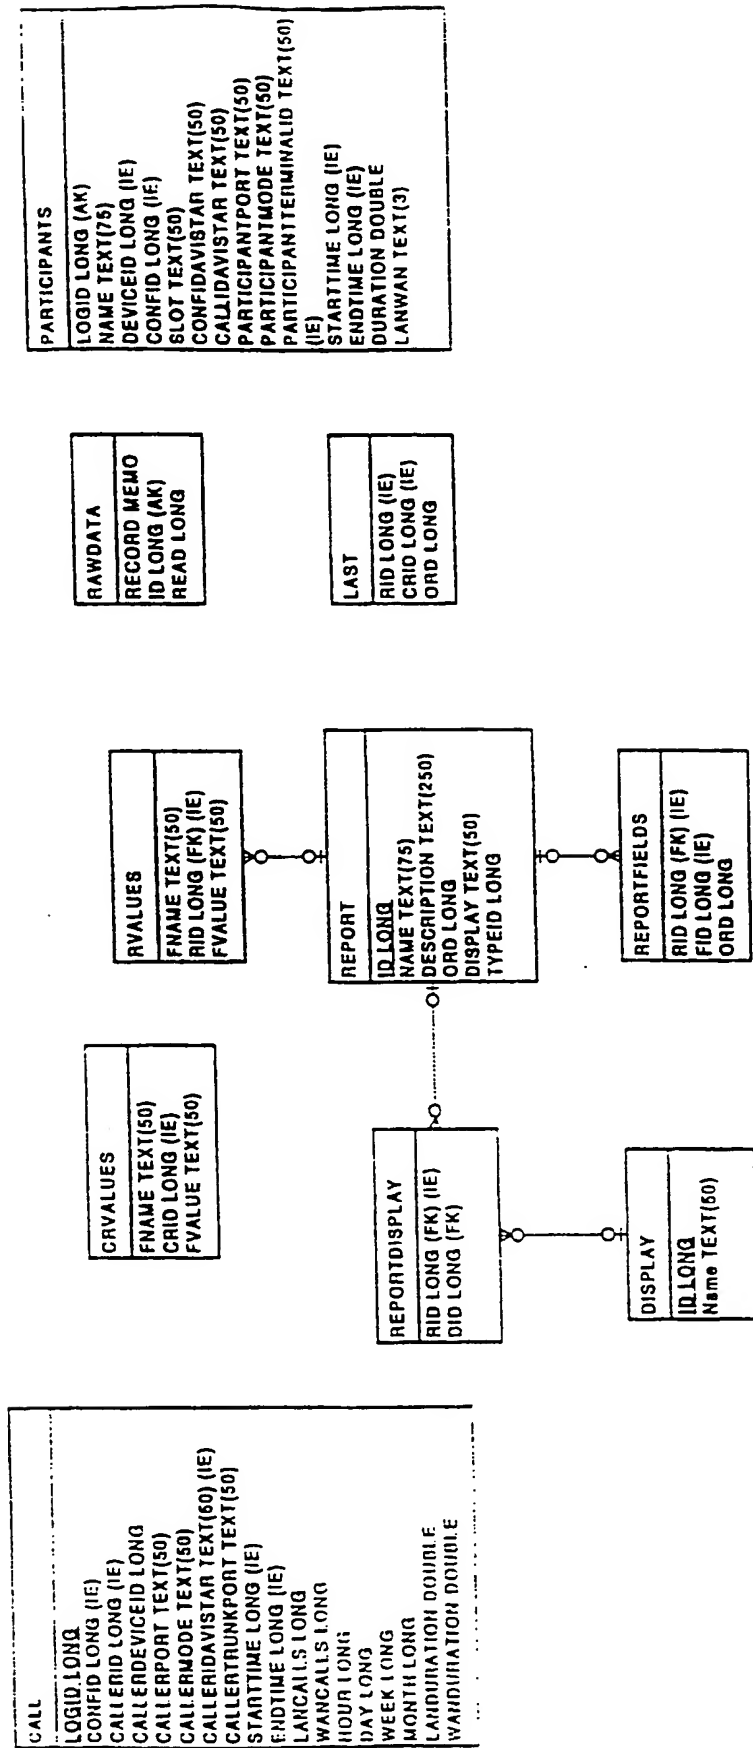 CALL
LOGID LONG
CONFID LONG (IE)
CALLERID LONG (IE)
CALLERDEVICEID LONG
CALLERPORT TEXT(50)
CALLERMODE TEXT(50)
CALLERIDAVISTAR TEXT(60) (IE)
CALLERTRUNKPORT TEXT(50)
STARTTIME LONG (IE)
ENDTIME LONG (IE)
LANCALLS LONG
WANCALLS LONG
HOUR LONG
DAY LONG
WEEK LONG
MONTH LONG
LANDURATION DOUBLE
WANDURATION DOUBLE
CRVALUES
FNAME TEXT(50)
CRID LONG (IE)
FVALUE TEXT(50)
RVALUES
FNAME TEXT(50)
RID LONG (FK) (IE)
FVALUE TEXT(50)
RAWDATA
RECORD MEMO
ID LONG (AK)
READ LONG
PARTICIPANTS
LOGID LONG (AK)
NAME TEXT(75)
DEVICEID LONG (IE)
CONFID LONG (IE)
SLOT TEXT(50)
CONFIDAVISTAR TEXT(50)
CALLIDAVISTAR TEXT(50)
PARTICIPANTPORT TEXT(50)
PARTICIPANTMODE TEXT(50)
PARTICIPANTTERMINALID TEXT(50)
(IE)
STARTTIME LONG (IE)
ENDTIME LONG (IE)
DURATION DOUBLE
LANWAN TEXT(3)
REPORTDISPLAY
RID LONG (FK) (IE)
DID LONG (FK)
REPORT
ID LONG
NAME TEXT(75)
DESCRIPTION TEXT(250)
ORD LONG
DISPLAY TEXT(50)
TYPEID LONG
LAST
RID LONG (IE)
CRID LONG (IE)
ORD LONG
DISPLAY
ID LONG
Name TEXT(60)
REPORTFIELDS
RID LONG (FK) (IE)
FID LONG (IE)
ORD LONG